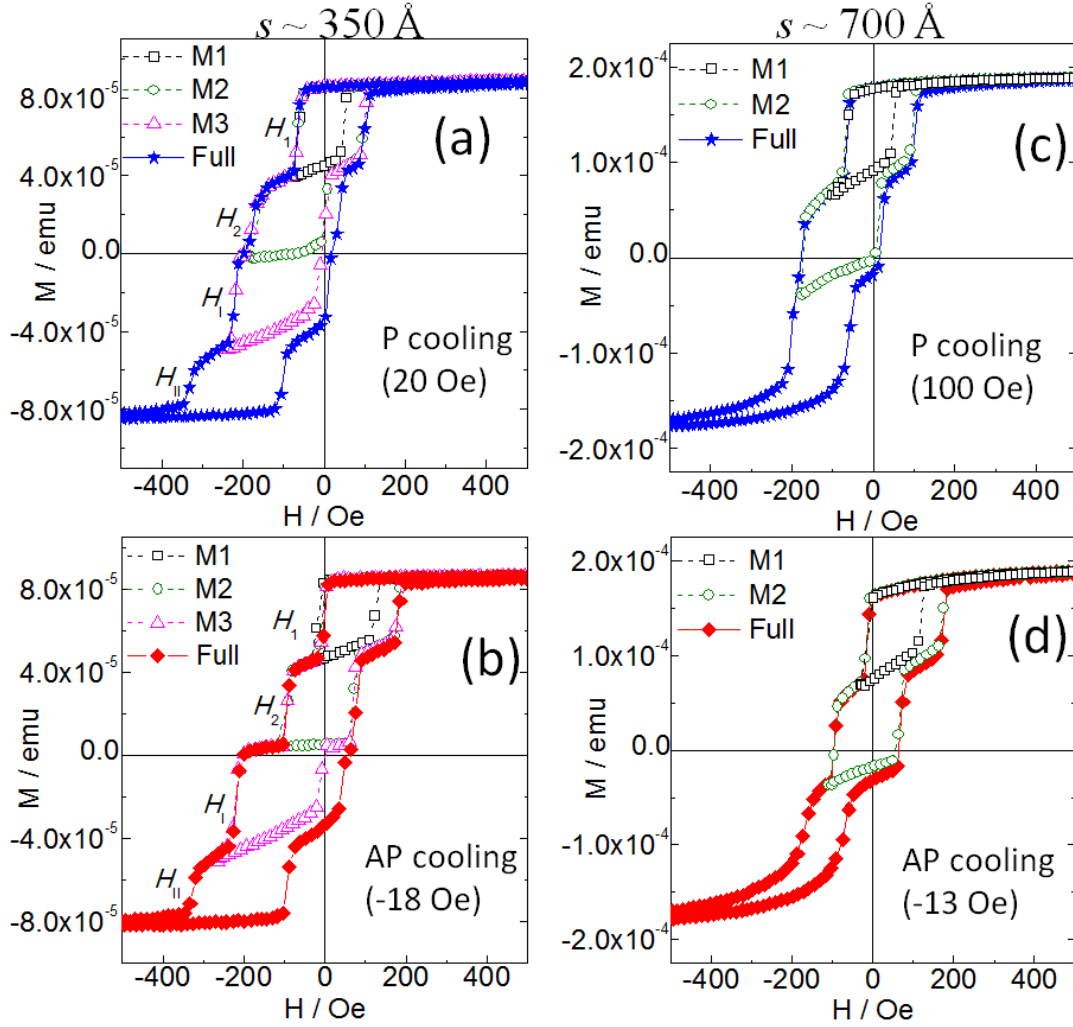 s ~ 350 Å
s ~ 700 Å
M1
M2
M3
Full
(a)
H1
H2
HI
HII
P cooling
(20 Oe)
8.0x10-5
4.0x10-5
0.0
-4.0x10-5
-8.0x10-5
M / emu
-400 -200 0 200 400
H / Oe
M1
M2
Full
(c)
P cooling
(100 Oe)
2.0x10-4
1.0x10-4
0.0
-1.0x10-4
-2.0x10-4
M / emu
-400 -200 0 200 400
H / Oe
M1
M2
M3
Full
(b)
H1
H2
HI
HII
AP cooling
(-18 Oe)
8.0x10-5
4.0x10-5
0.0
-4.0x10-5
-8.0x10-5
M / emu
-400 -200 0 200 400
H / Oe
M1
M2
Full
(d)
AP cooling
(-13 Oe)
2.0x10-4
1.0x10-4
0.0
-1.0x10-4
-2.0x10-4
M / emu
-400 -200 0 200 400
H / Oe